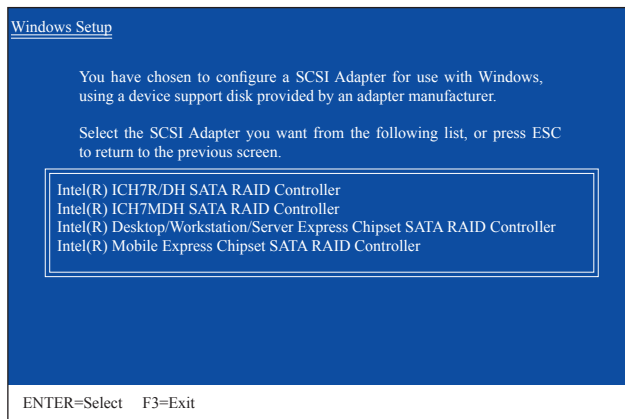 Windows Setup
You have chosen to configure a SCSI Adapter for use with Windows,
using a device support disk provided by an adapter manufacturer.
Select the SCSI Adapter you want from the following list, or press ESC
to return to the previous screen.
Intel(R) ICH7R/DH SATA RAID Controller
Intel(R) ICH7MDH SATA RAID Controller
Intel(R) Desktop/Workstation/Server Express Chipset SATA RAID Controller
Intel(R) Mobile Express Chipset SATA RAID Controller
ENTER=Select F3=Exit